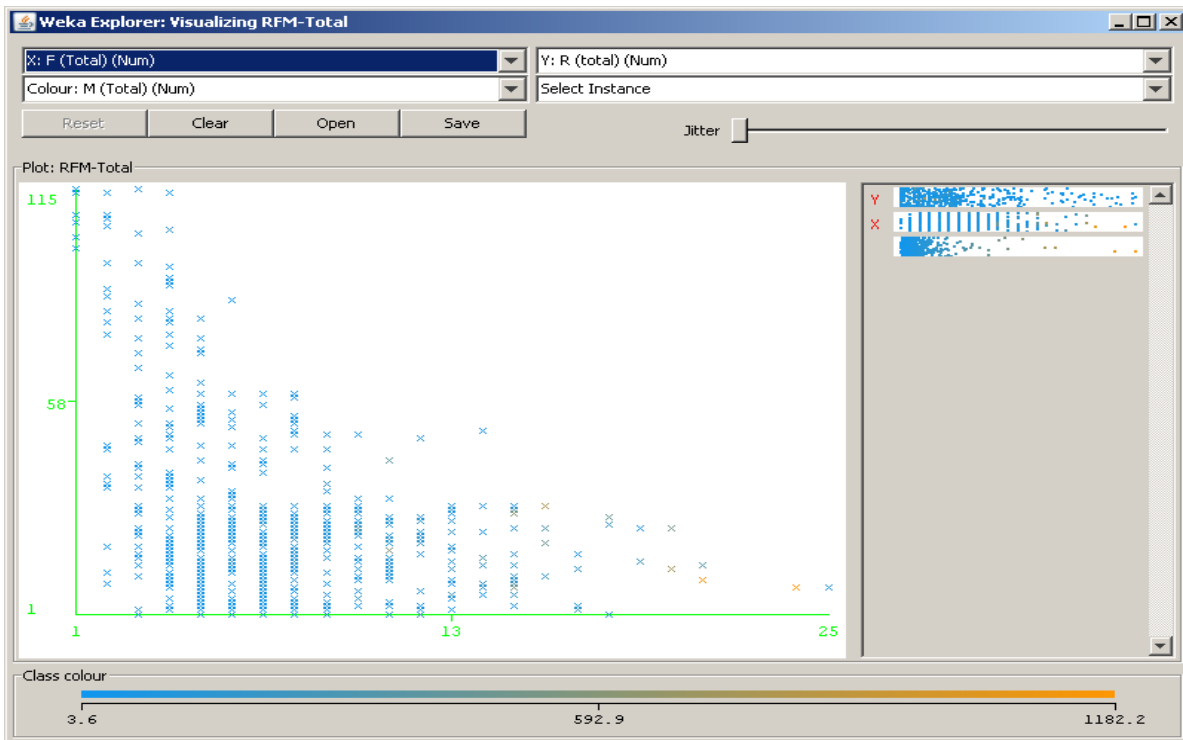 Weka Explorer: Visualizing RFM-Total
X: F (Total) (Num)
Y: R (total) (Num)
Colour: M (Total) (Num)
Select Instance
Reset
Clear
Open
Save
Jitter
Plot: RFM-Total
115
58
1
1
13
25
Y
X
Class colour
3.6
592.9
1182.2